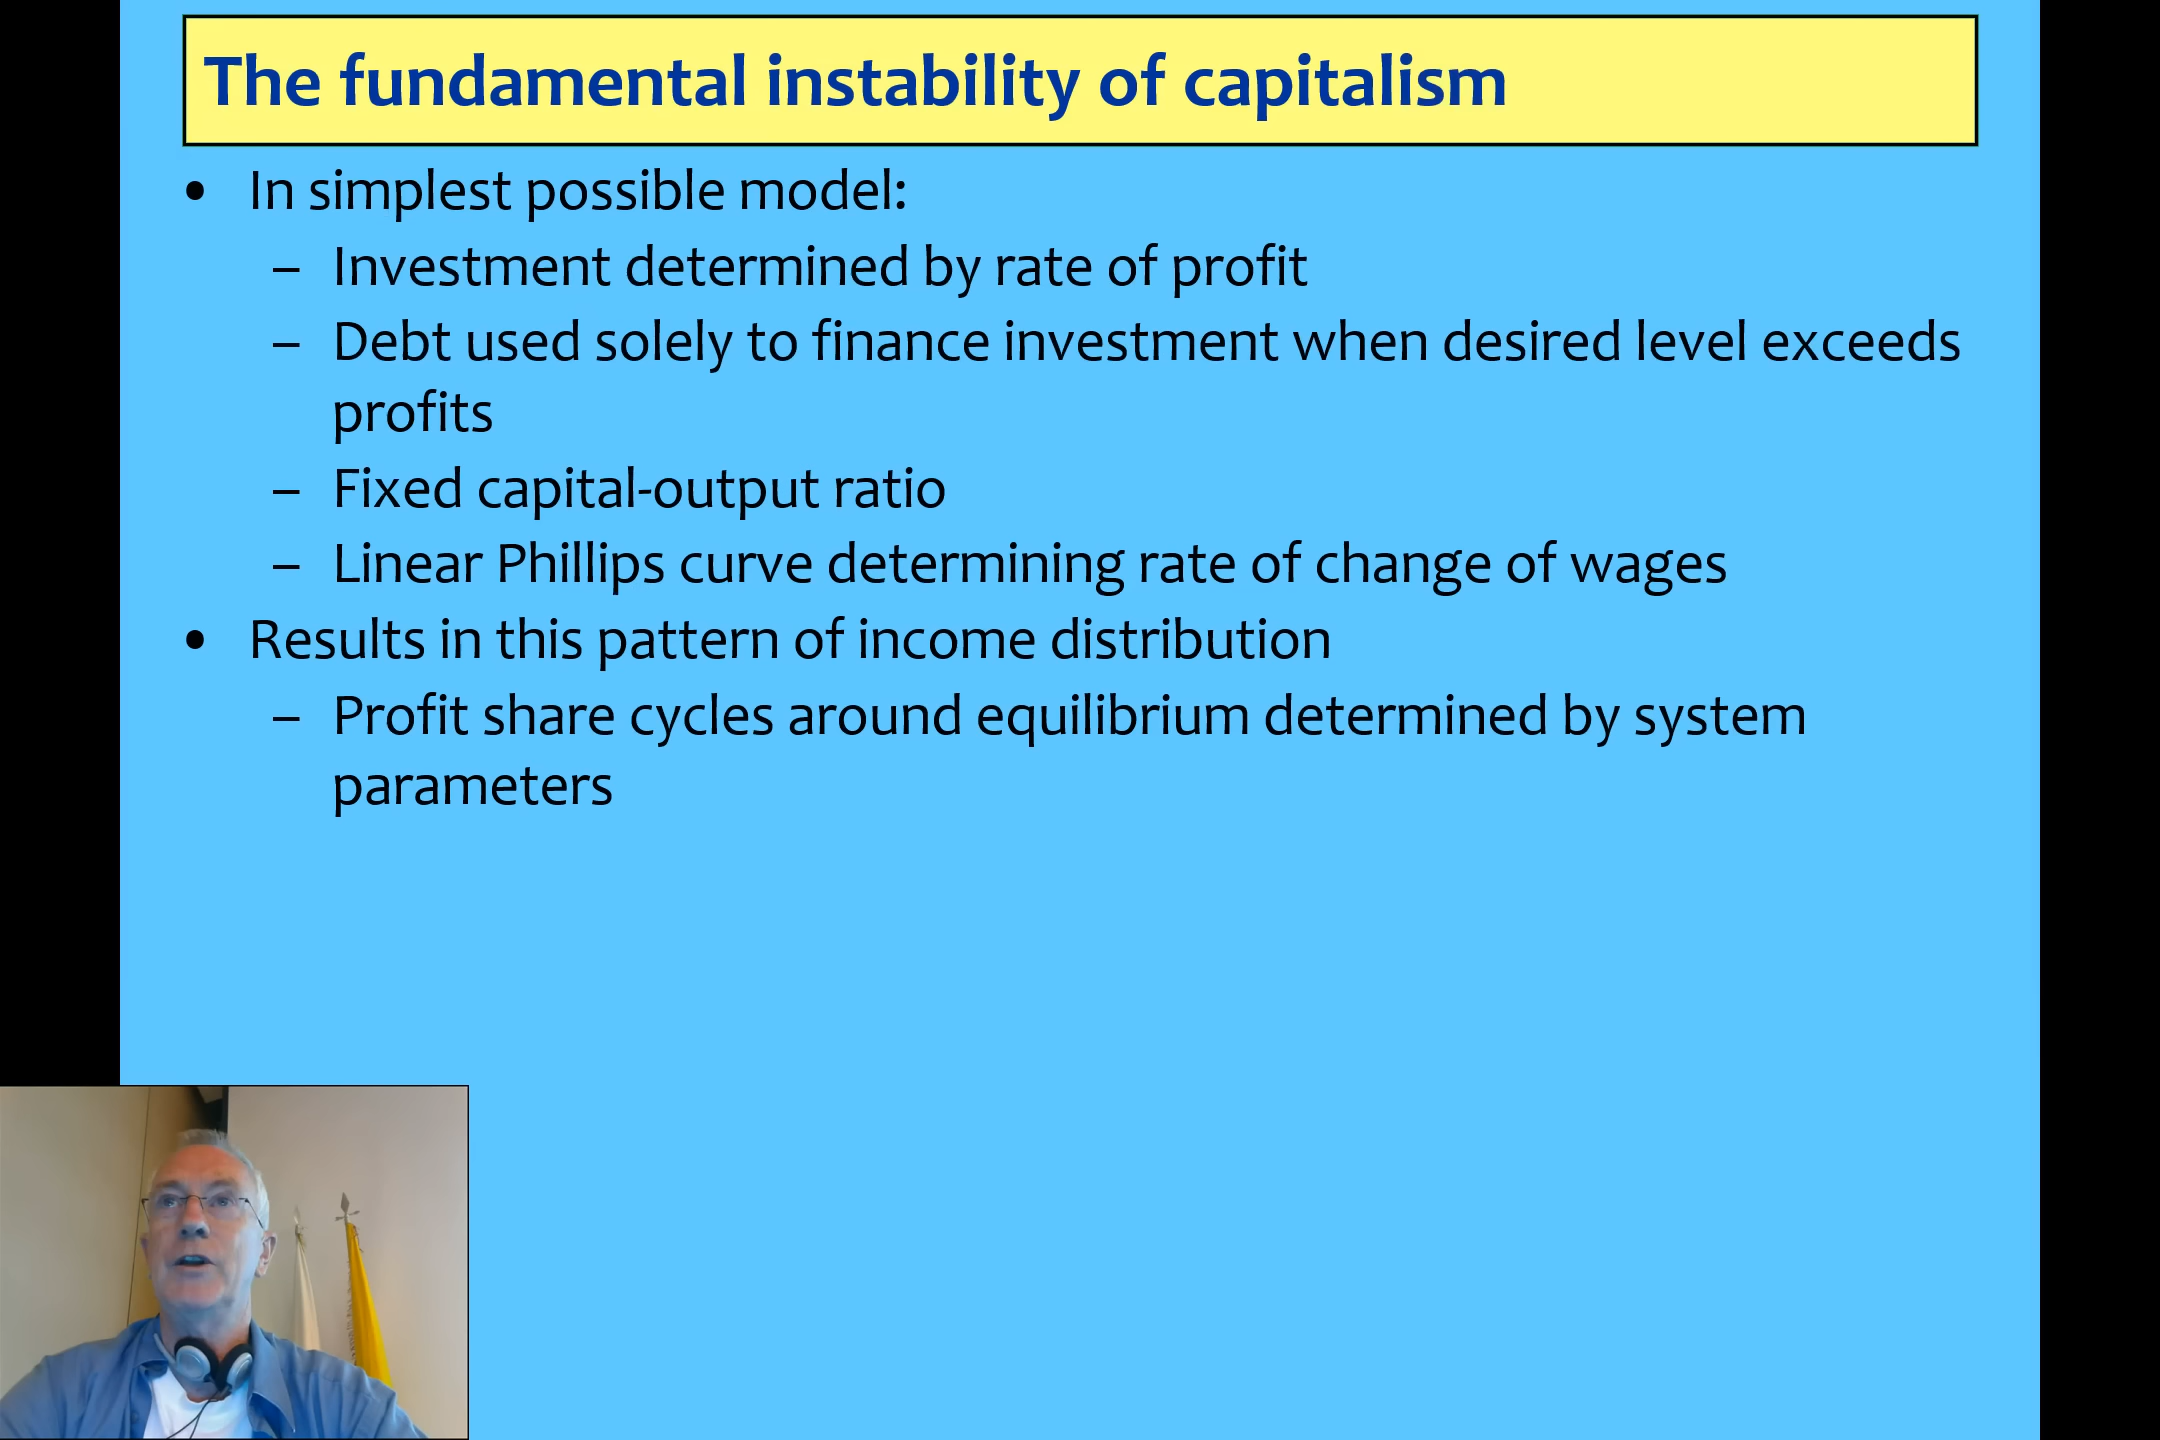 The fundamental instability of capitalism
• In simplest possible model:
– Investment determined by rate of profit
– Debt used solely to finance investment when desired level exceeds
profits
– Fixed capital-output ratio
– Linear Phillips curve determining rate of change of wages
• Results in this pattern of income distribution
– Profit share cycles around equilibrium determined by system
parameters